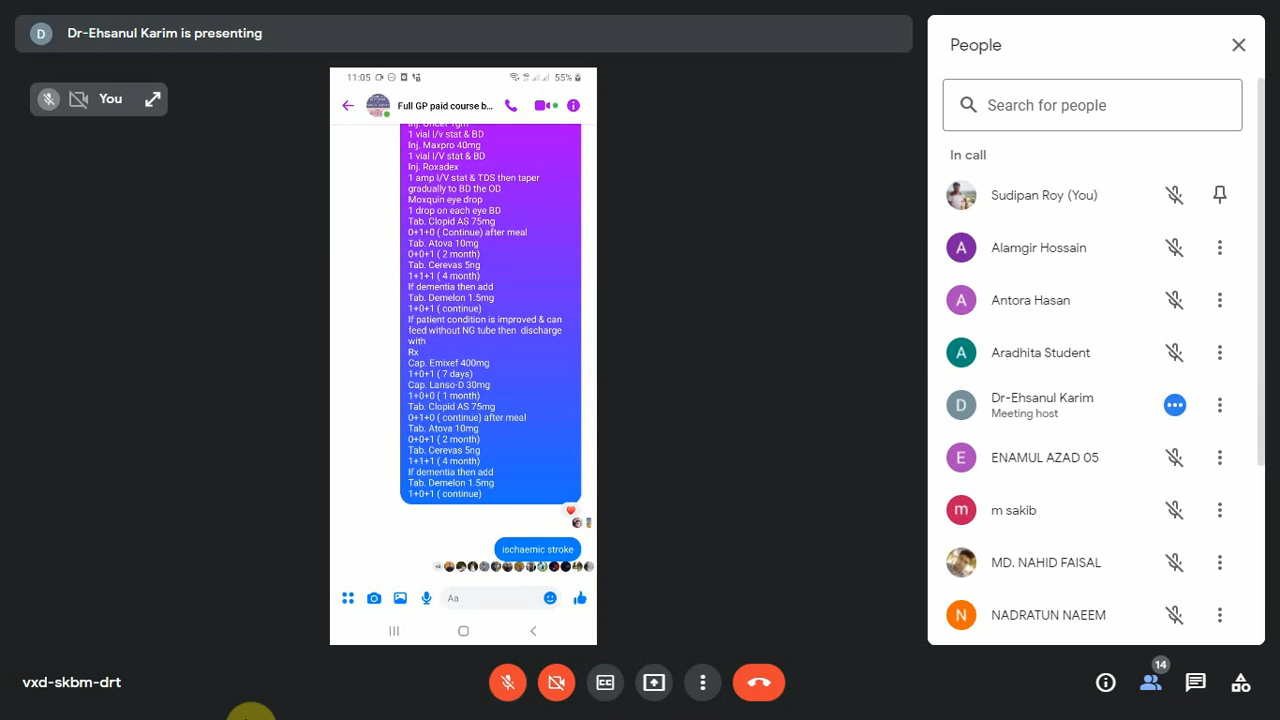 Dr-Ehsanul Karim is presenting
You
11:05
55%
Full GP paid course b...
1 vial I/v stat & BD
Inj. Maxpro 40mg
1 vial I/V stat & BD
Inj. Roxadex
1 amp I/V stat & TDS then taper
gradually to BD the OD
Moxquin eye drop
1 drop on each eye BD
Tab. Clopid AS 75mg
0+1+0 ( Continue) after meal
Tab. Atova 10mg
0+0+1 ( 2 month)
Tab. Cerevas 5ng
1+1+1 ( 4 month)
If dementia then add
Tab. Demelon 1.5mg
1+0+1 ( continue)
If patient condition is improved & can
feed without NG tube then discharge
with
Rx
Cap. Emixef 400mg
1+0+1 ( 7 days)
Cap. Lanso-D 30mg
1+0+0 ( 1 month)
Tab. Clopid AS 75mg
0+1+0 ( continue) after meal
Tab. Atova 10mg
0+0+1 ( 2 month)
Tab. Cerevas 5ng
1+1+1 ( 4 month)
If dementia then add
Tab. Demelon 1.5mg
1+0+1 ( continue)
ischaemic stroke
Aa
People
Search for people
In call
Sudipan Roy (You)
A
Alamgir Hossain
A
Antora Hasan
A
Aradhita Student
D
Dr-Ehsanul Karim
Meeting host
E
ENAMUL AZAD 05
m
m sakib
MD. NAHID FAISAL
N
NADRATUN NAEEM
vxd-skbm-drt
CC
14